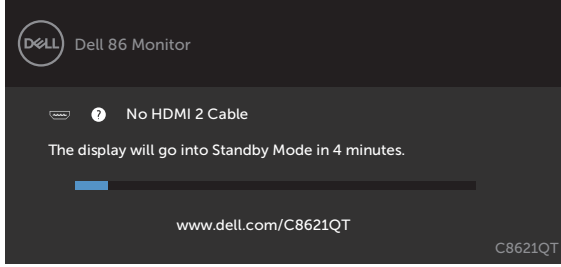 DELL Dell 86 Monitor
? No HDMI 2 Cable
The display will go into Standby Mode in 4 minutes.
www.dell.com/C8621QT
C8621QT